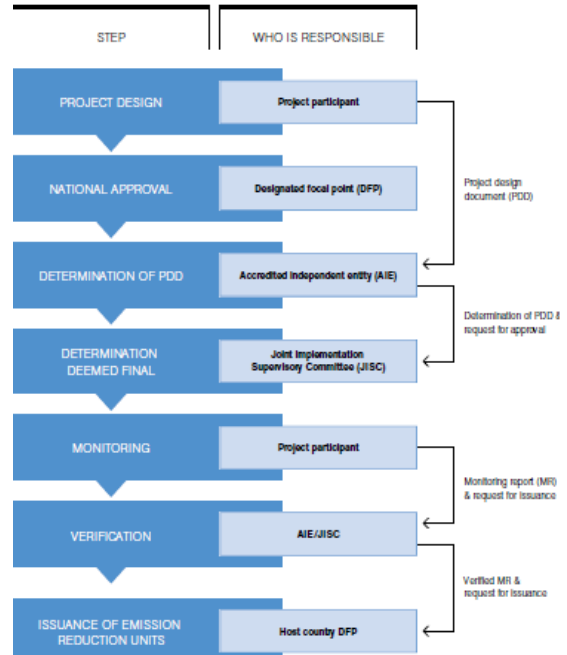 STEP
WHO IS RESPONSIBLE
PROJECT DESIGN
Project participant
NATIONAL APPROVAL
Designated focal point (DFP)
Project design
document (PDD)
DETERMINATION OF PDD
Accredited independent entity (AIE)
Determination of PDD &
request for approval
DETERMINATION
DEEMED FINAL
Joint Implementation
Supervisory Committee (JISC)
MONITORING
Project participant
Monitoring report (MR)
& request for issuance
VERIFICATION
AIE/JISC
Verified MR &
request for issuance
ISSUANCE OF EMISSION
REDUCTION UNITS
Host country DFP